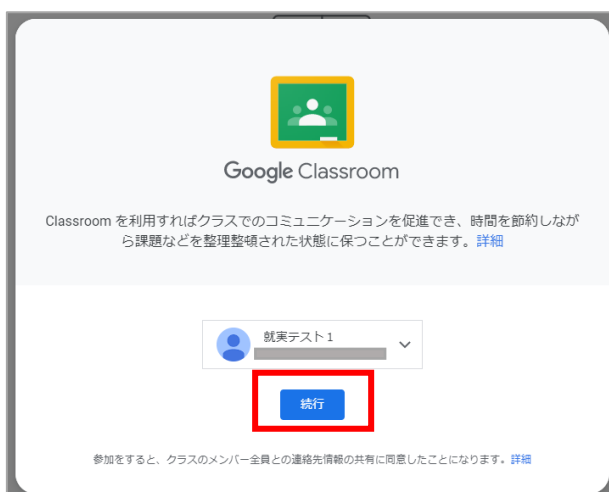 Google Classroom
Classroom を利用すればクラスでのコミュニケーションを促進でき、時間を節約しなが
ら課題などを整理整頓された状態に保つことができます。詳細
就実テスト1
続行
参加をすると、クラスのメンバー全員との連絡先情報の共有に同意したことになります。詳細